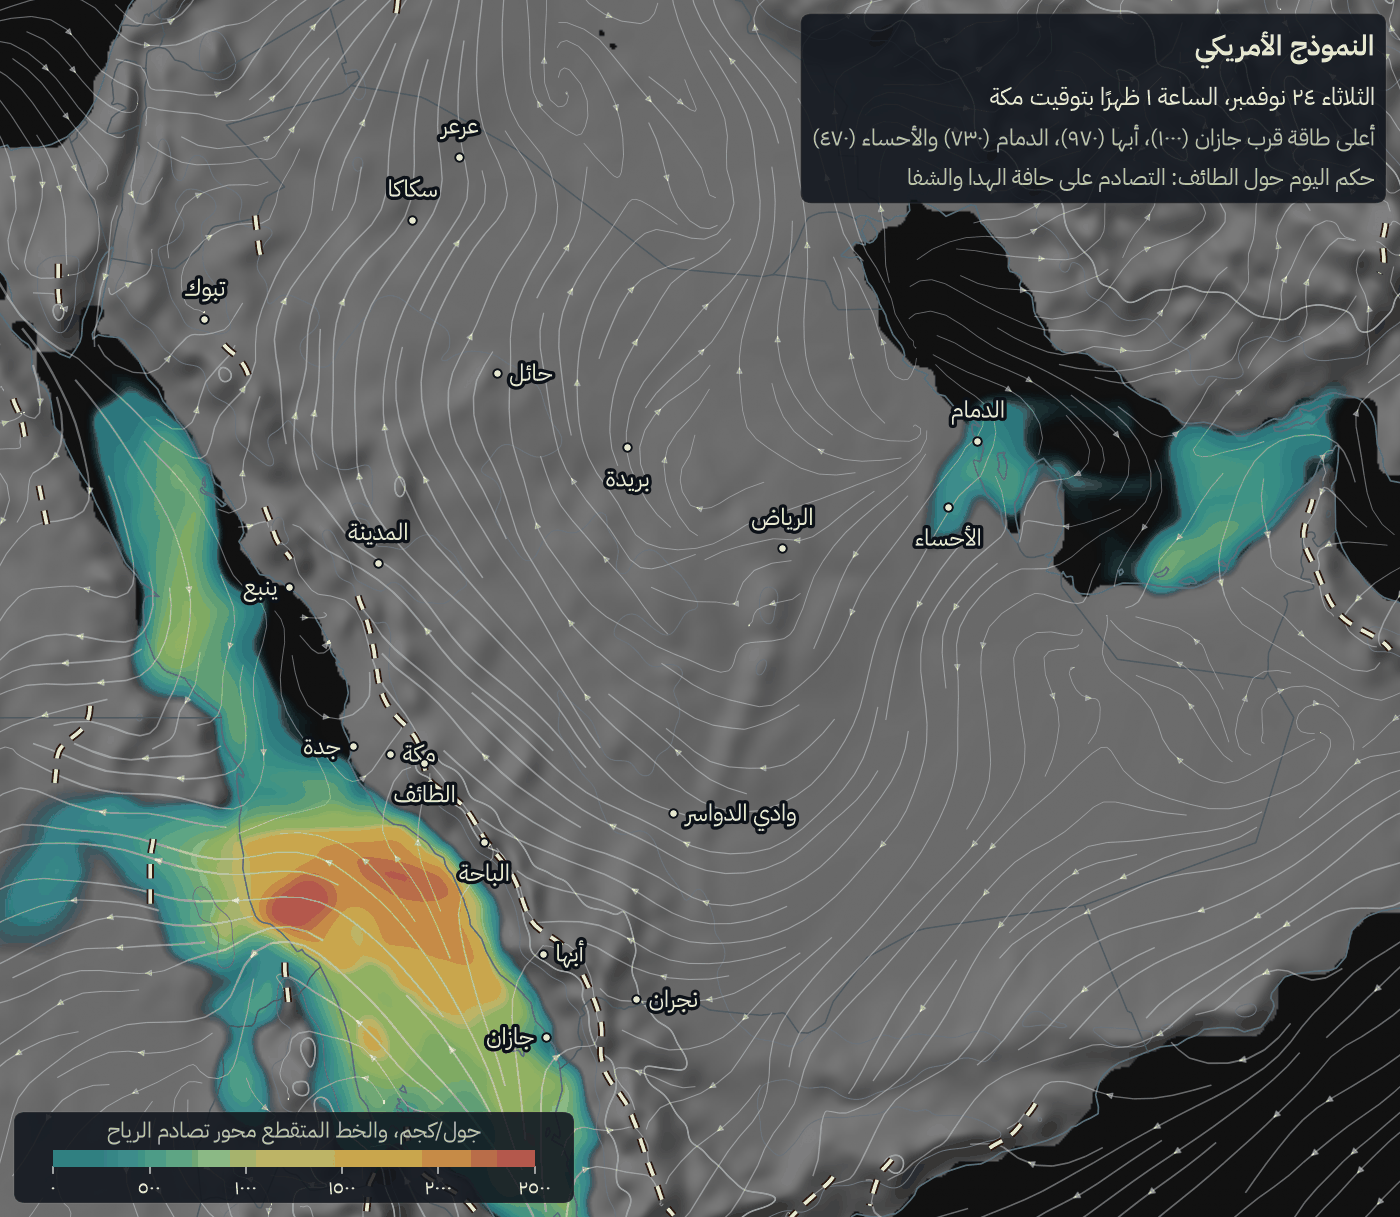 النموذج الأمريكي
الثلاثاء ٢٤ نوفمبر، الساعة ١ ظهرًا بتوقيت مكة
أعلى طاقة قرب جازان (١٠٠٠)، أبها (٩٧٠)، الدمام (٧٣٠) والأحساء (٤٧٠)
حكم اليوم حول الطائف: التصادم على حافة الهدا والشفا
عرعر
سكاكا
تبوك
حائل
الدمام
بريدة
الرياض
الأحساء
المدينة
ينبع
جدة
مكة
الطائف
وادي الدواسر
الباحة
أبها
نجران
جازان
جول/كجم، والخط المتقطع محور تصادم الرياح
٠ ٥٠٠ ١٠٠٠ ١٥٠٠ ٢٠٠٠ ٢٥٠٠